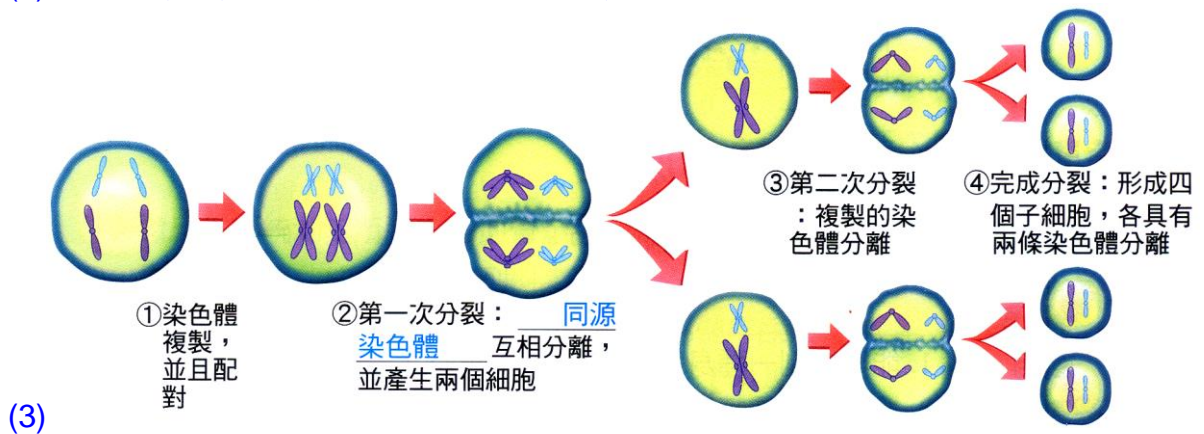 ①染色體
複製，
並且配
對
②第一次分裂：同源
染色體 互相分離，
並產生兩個細胞
③第二次分裂
：複製的染
色體分離
④完成分裂：形成四
個子細胞，各具有
兩條染色體分離
(3)